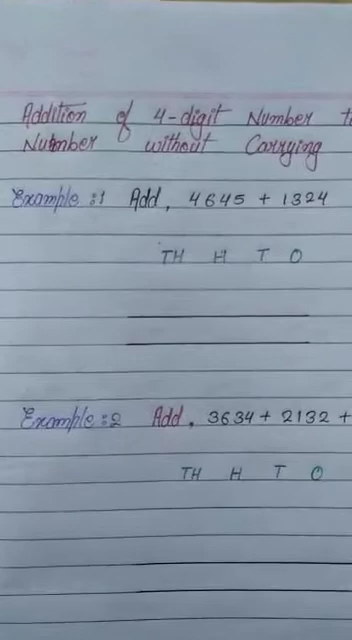 Addition of 4-digit Number
Number without Carrying
Example :1 Add, 4645 + 1324
TH H T O
Example :2 Add, 3634 + 2132 +
TH H T O